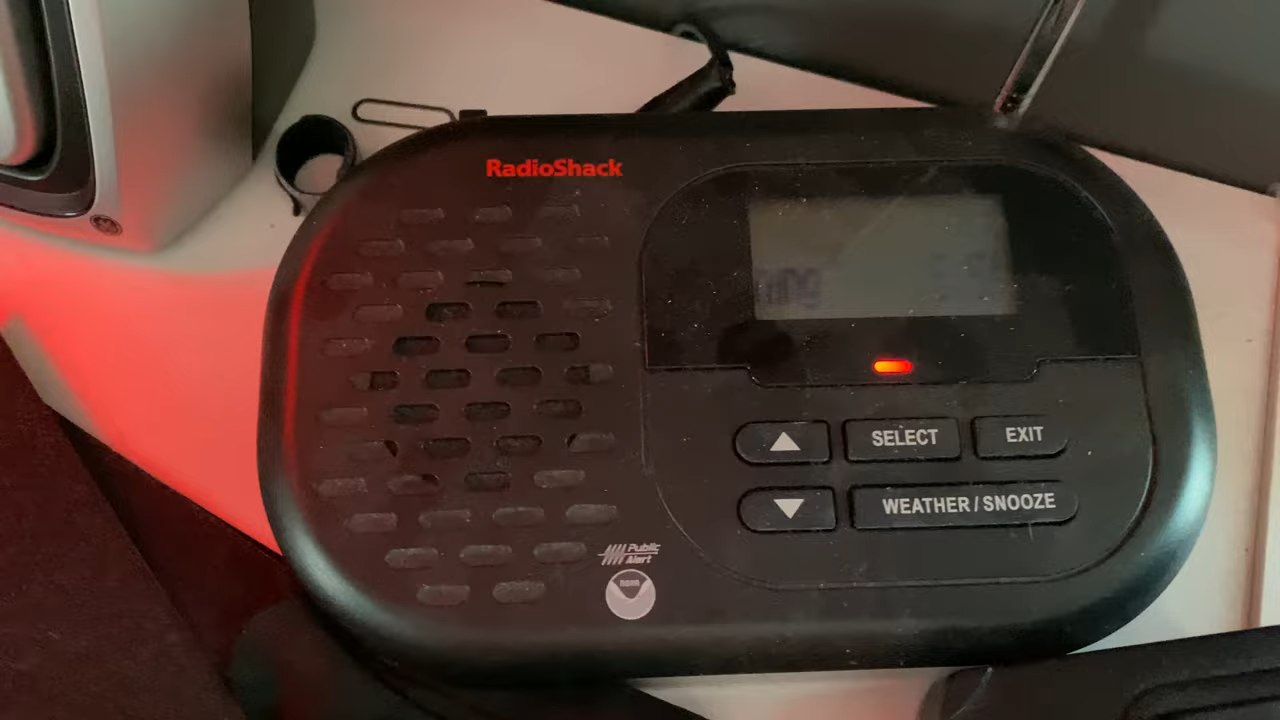 RadioShack
SELECT
EXIT
WEATHER / SNOOZE
Public
Alert